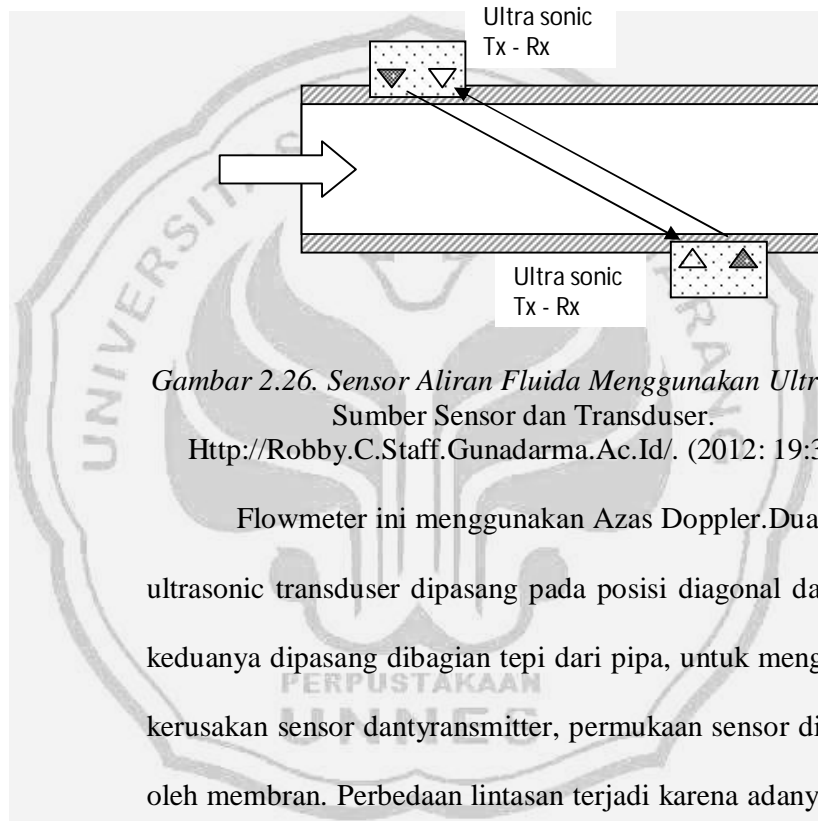 Ultra sonic
Tx - Rx
Ultra sonic
Tx - Rx
Gambar 2.26. Sensor Aliran Fluida Menggunakan Ultr
Sumber Sensor dan Transduser.
Http://Robby.C.Staff.Gunadarma.Ac.Id/. (2012: 19:3
Flowmeter ini menggunakan Azas Doppler.Dua
ultrasonic transduser dipasang pada posisi diagonal da
keduanya dipasang dibagian tepi dari pipa, untuk meng
kerusakan sensor dantyransmitter, permukaan sensor di
oleh membran. Perbedaan lintasan terjadi karena adany
PERPUSTAKAAN
UNNES